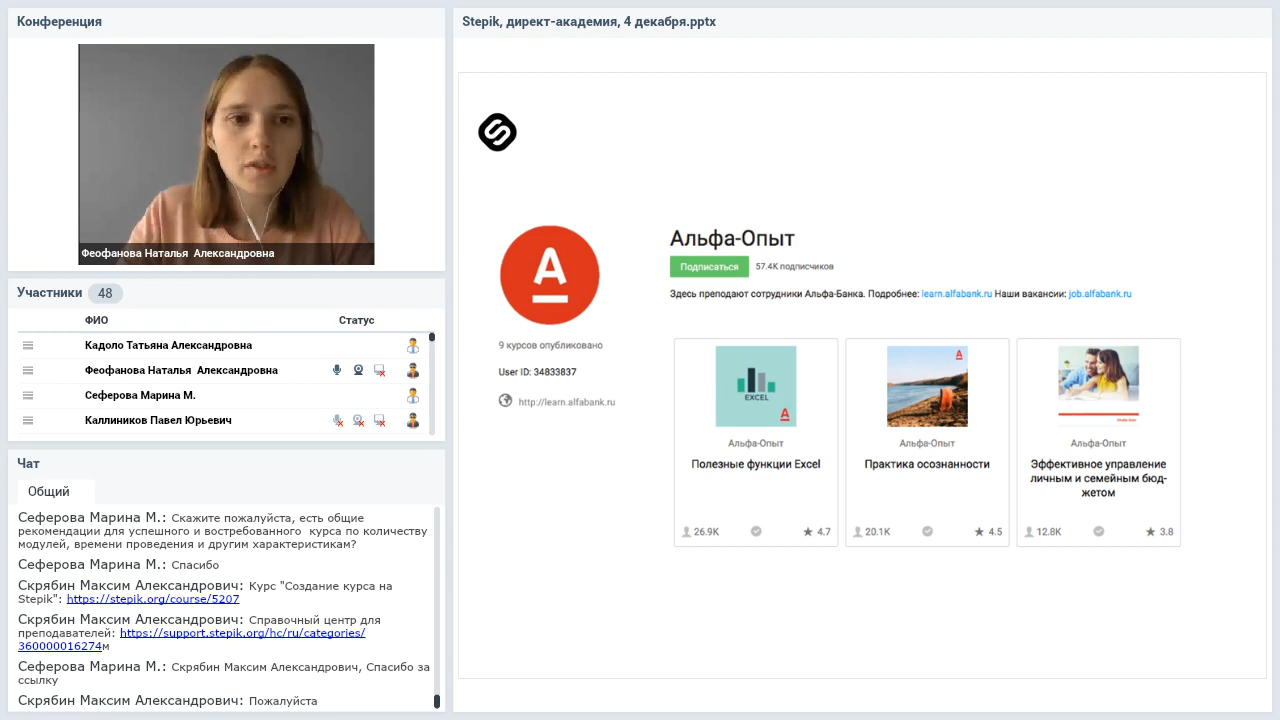 Конференция
Феофанова Наталья  Александровна
Участники 48
ФИО Статус
Кадоло Татьяна Александровна
Феофанова Наталья  Александровна
Сеферова Марина М.
Каллиников Павел Юрьевич
Чат
Общий
Сеферова Марина М.: Скажите пожалуйста, есть общие
рекомендации для успешного и востребованного  курса по количеству
модулей, времени проведения и другим характеристикам?
Сеферова Марина М.: Спасибо
Скрябин Максим Александрович: Курс "Создание курса на
Stepik": https://stepik.org/course/5207
Скрябин Максим Александрович: Справочный центр для
преподавателей: https://support.stepik.org/hc/ru/categories/
360000016274м
Сеферова Марина М.: Скрябин Максим Александрович, Спасибо за
ссылку
Скрябин Максим Александрович: Пожалуйста
Stepik, директ-академия, 4 декабря.pptx
А
9 курсов опубликовано
User ID: 34833837
http://learn.alfabank.ru
Альфа-Опыт
Подписаться 57.4K подписчиков
Здесь преподают сотрудники Альфа-Банка. Подробнее: learn.alfabank.ru Наши вакансии: job.alfabank.ru
EXCEL
А
Альфа-Опыт
Полезные функции Excel
26.9K 4.7
А
Альфа-Опыт
Практика осознанности
20.1K 4.5
Альфа-Опыт
Эффективное управление
личным и семейным бюд-
жетом
12.8K 3.8